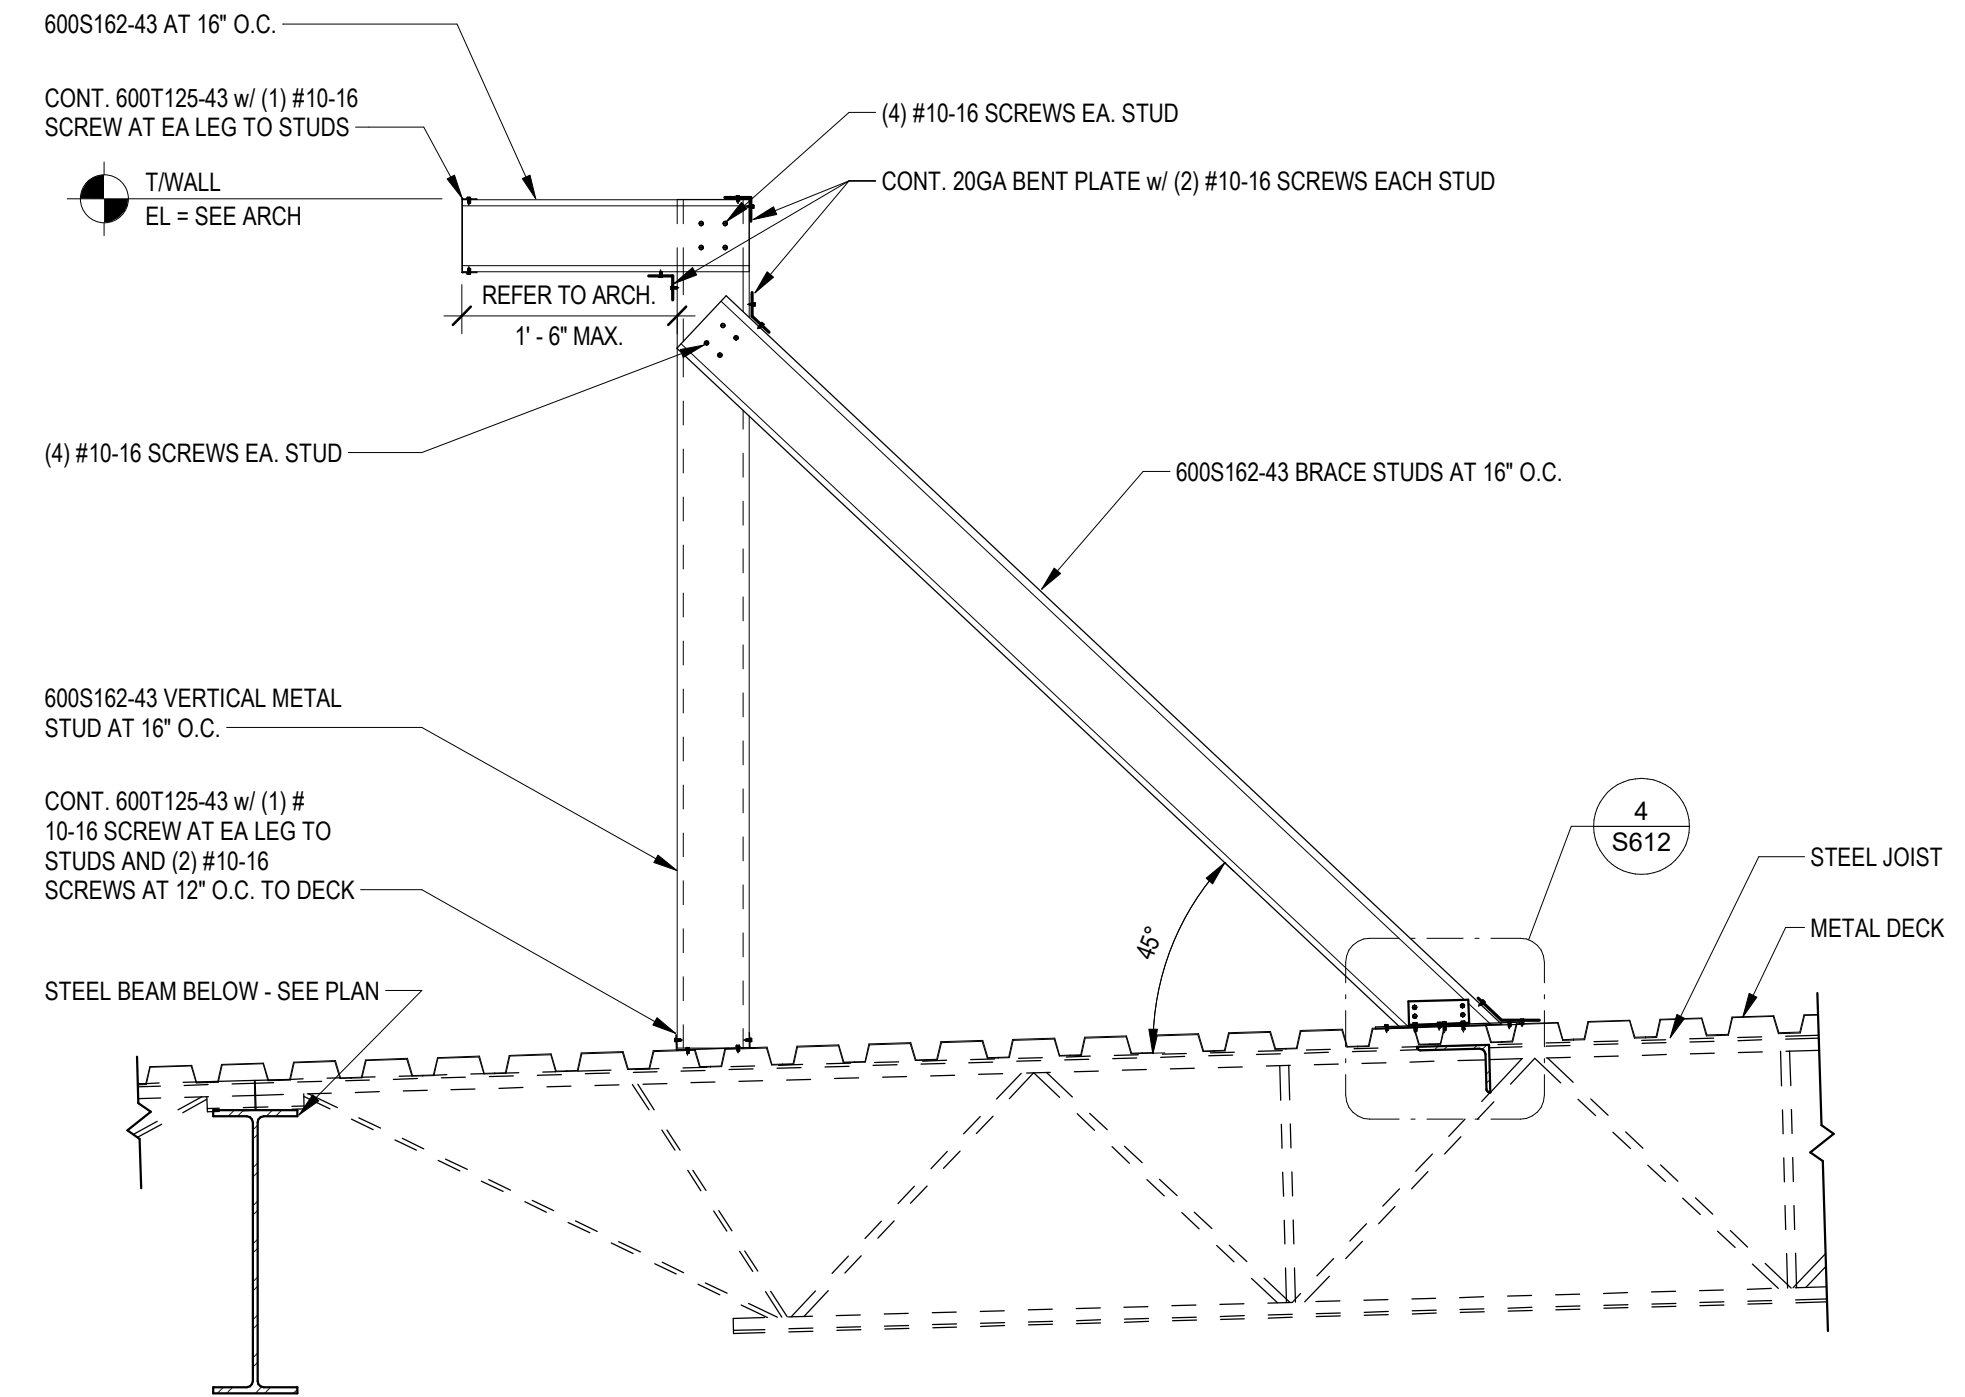 600S162-43 AT 16" O.C.
CONT. 600T125-43 w/ (1) #10-16
SCREW AT EA LEG TO STUDS
T/WALL
EL = SEE ARCH
(4) #10-16 SCREWS EA. STUD
CONT. 20GA BENT PLATE w/ (2) #10-16 SCREWS EACH STUD
REFER TO ARCH.
1' - 6" MAX.
(4) #10-16 SCREWS EA. STUD
600S162-43 BRACE STUDS AT 16" O.C.
600S162-43 VERTICAL METAL
STUD AT 16" O.C.
CONT. 600T125-43 w/ (1) #
10-16 SCREW AT EA LEG TO
STUDS AND (2) #10-16
SCREWS AT 12" O.C. TO DECK
4
S612
STEEL JOIST
METAL DECK
45°
STEEL BEAM BELOW - SEE PLAN